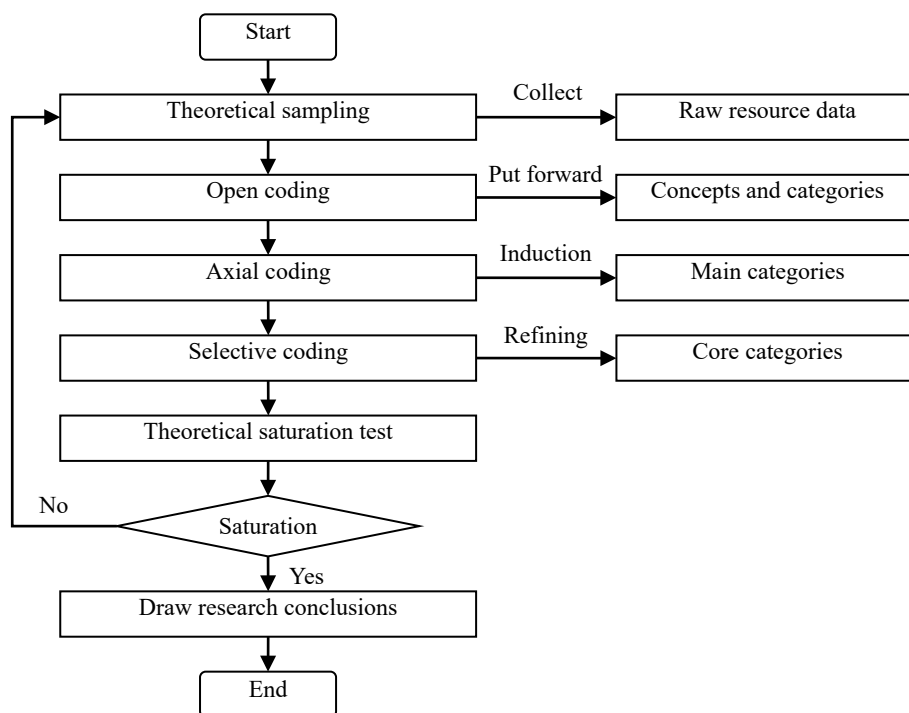 Start
Theoretical sampling
Collect
Raw resource data
Open coding
Put forward
Concepts and categories
Axial coding
Induction
Main categories
Selective coding
Refining
Core categories
Theoretical saturation test
No
Saturation
Yes
Draw research conclusions
End